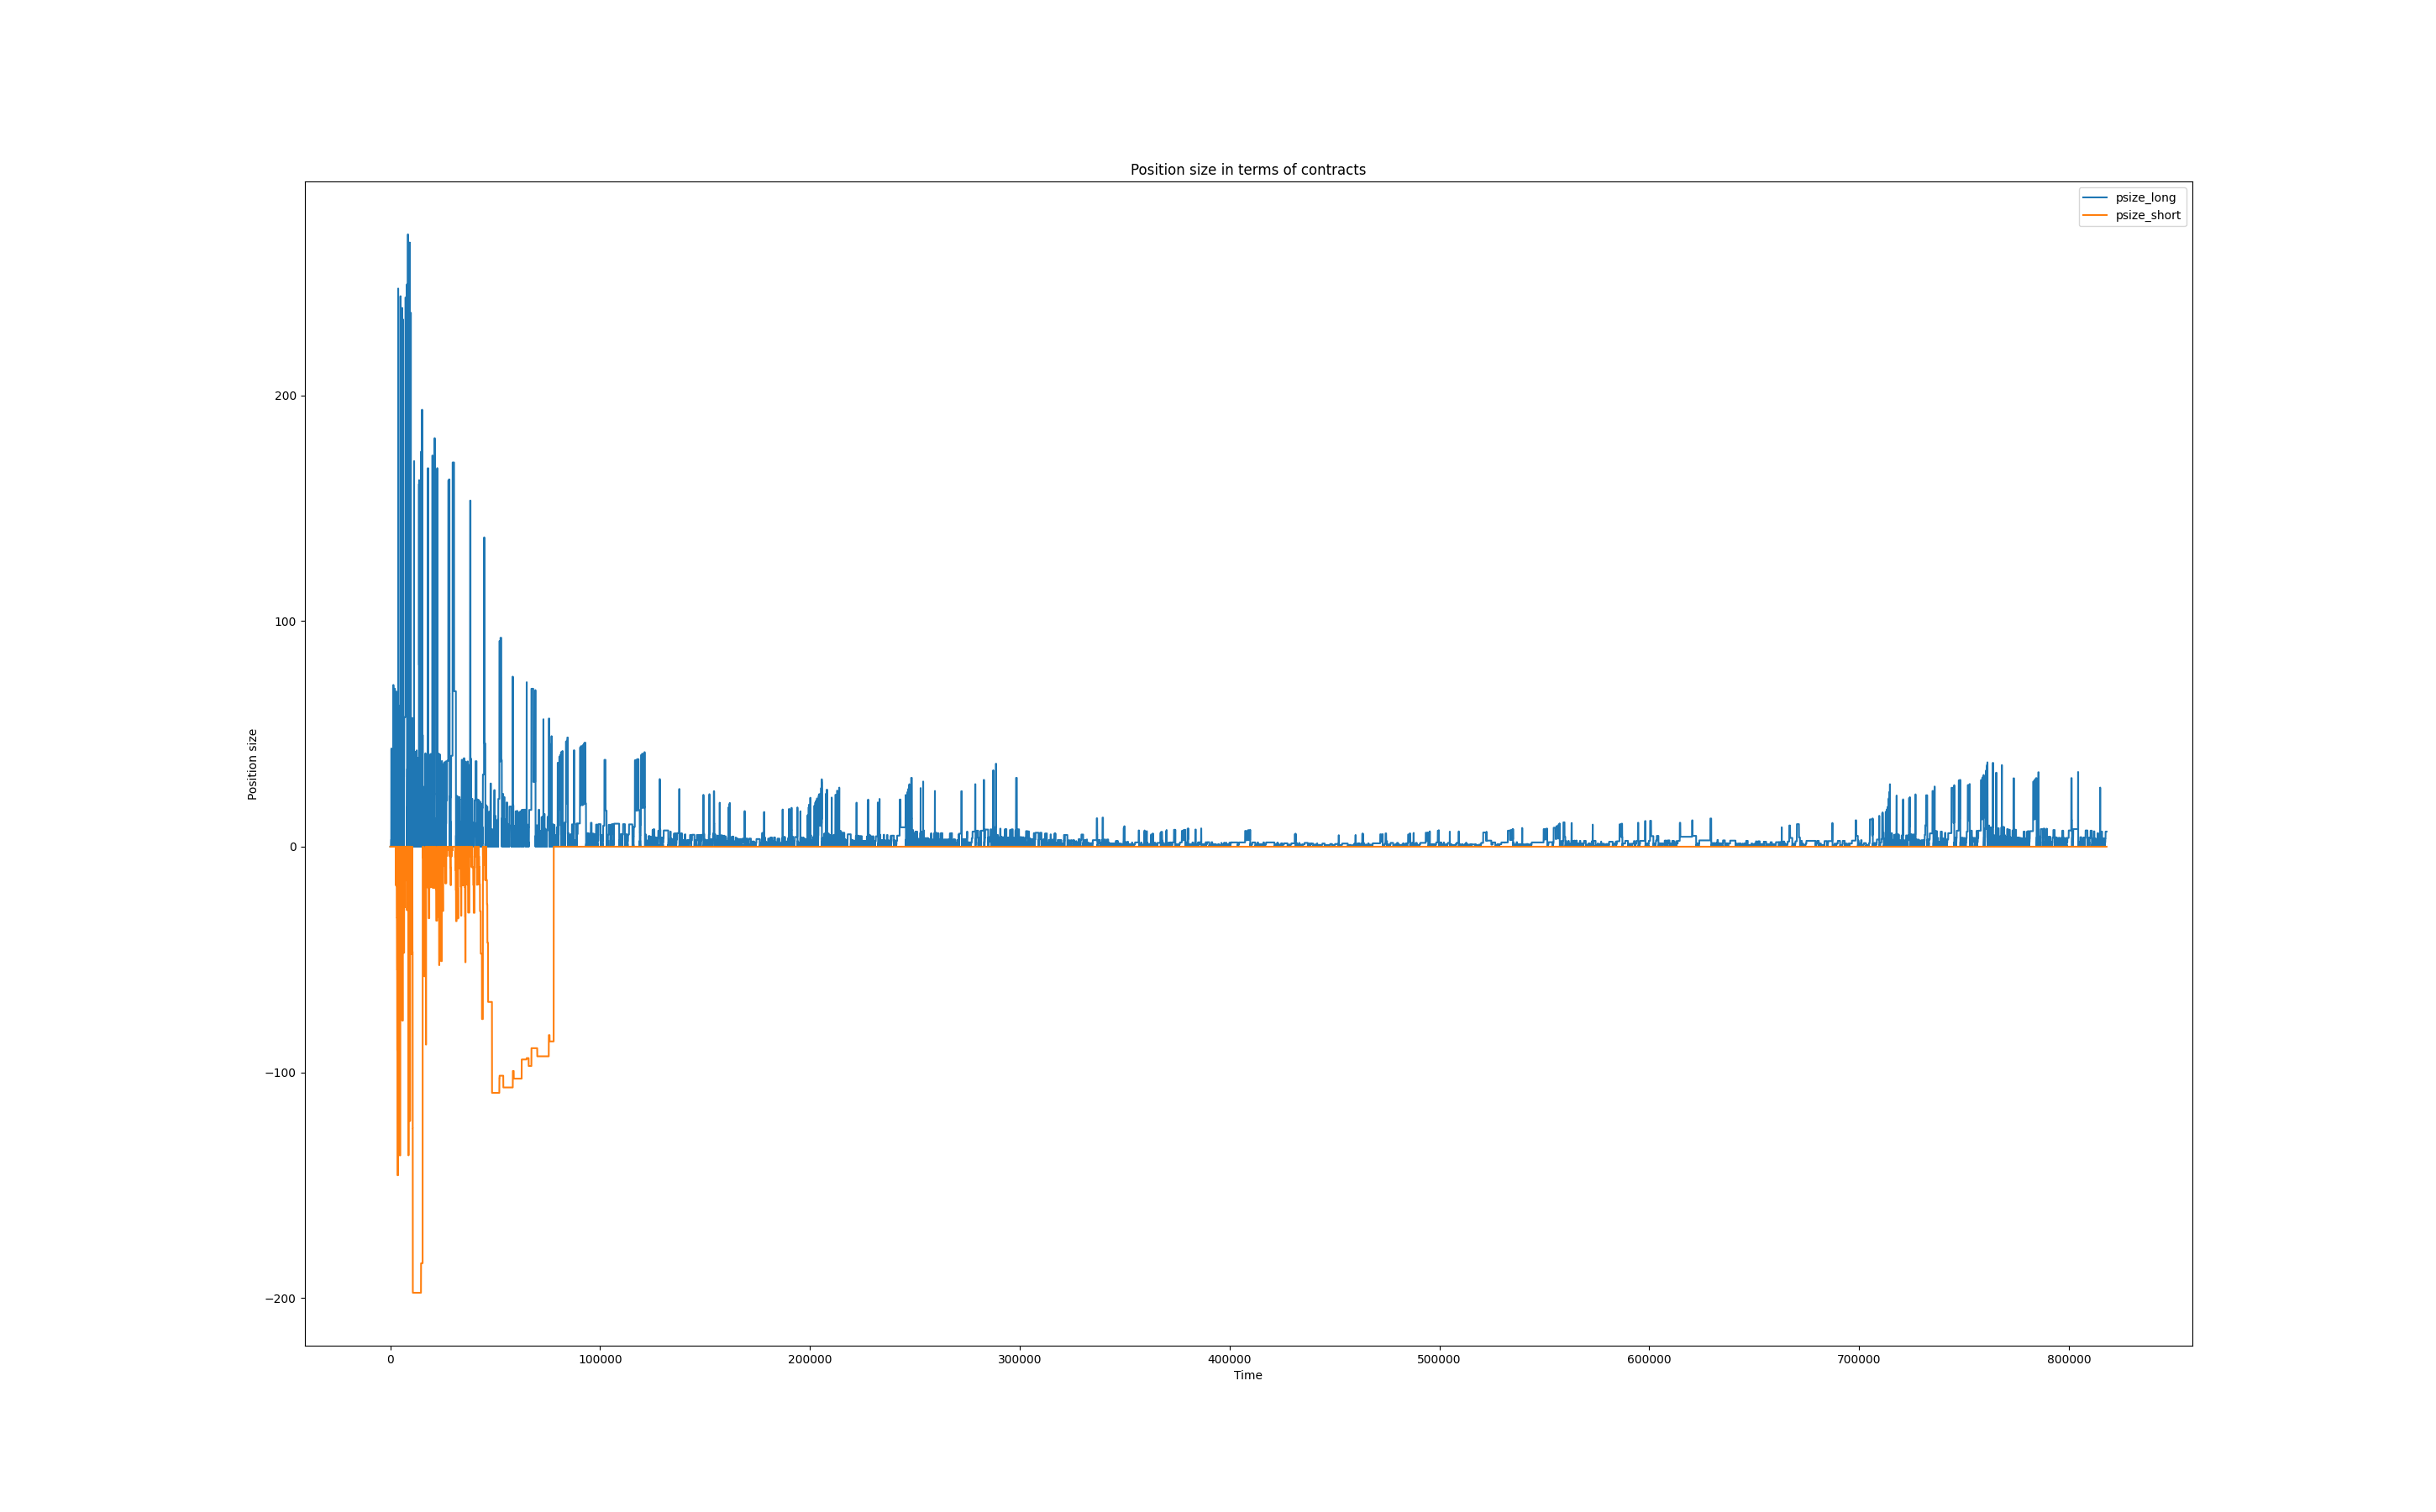 Position size in terms of contracts
psize_long
psize_short
Position size
200
100
0
−100
−200
0 100000 200000 300000 400000 500000 600000 700000 800000
Time